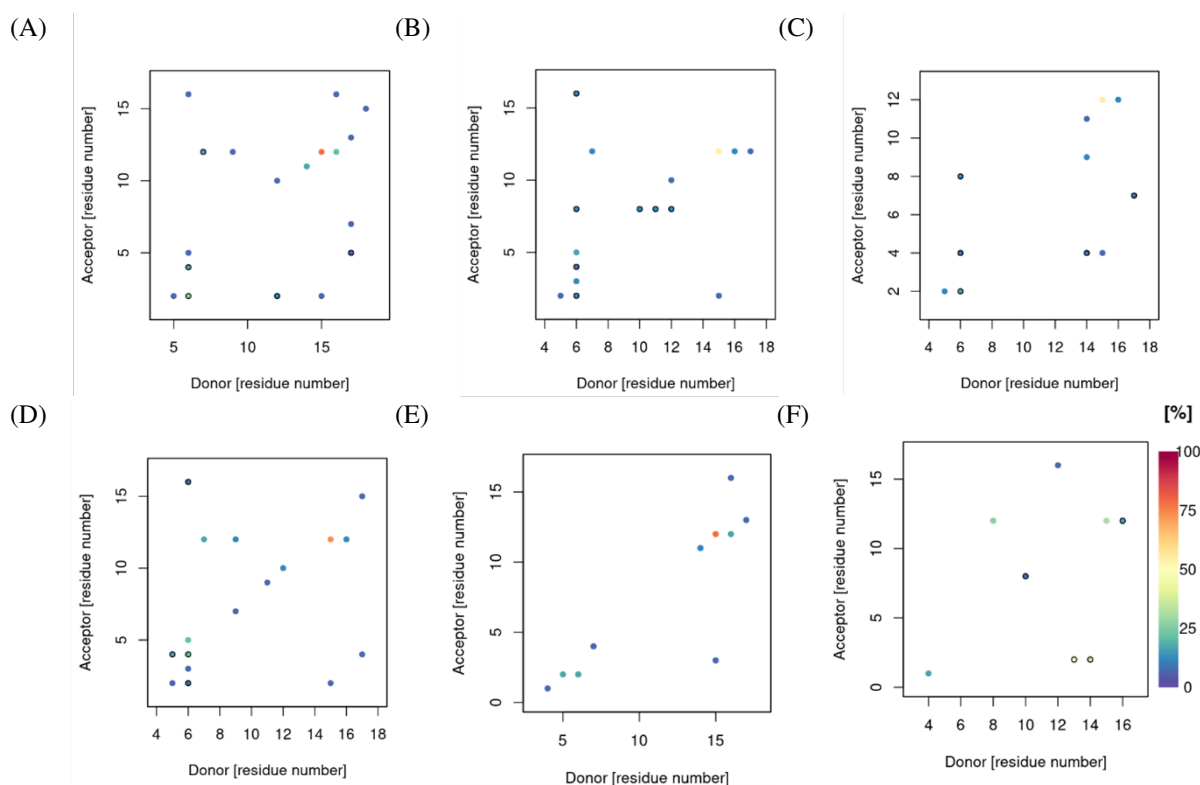 (A)
(B)
(C)
15
10
5
5
10
15
Acceptor [residue number]
Donor [residue number]
15
10
5
4 6 8 10 12 14 16 18
Acceptor [residue number]
Donor [residue number]
12
10
8
6
4
2
4 6 8 10 12 14 16 18
Acceptor [residue number]
Donor [residue number]
(D)
(E)
(F)
[%]
15
10
5
4 6 8 10 12 14 16 18
Acceptor [residue number]
Donor [residue number]
15
10
5
0
5
10
15
Acceptor [residue number]
Donor [residue number]
15
10
5
0
4 6 8 10 12 14 16
Acceptor [residue number]
Donor [residue number]
100
75
50
25
0